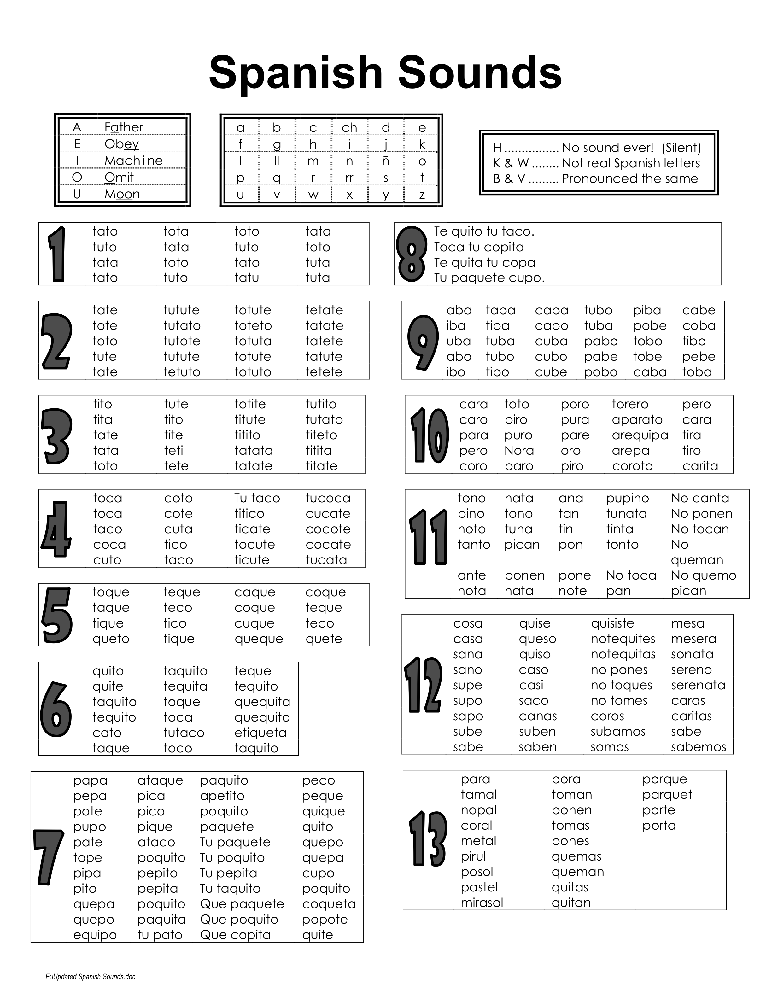 Spanish Sounds
A Father
E Obey
I Machine
O Omit
U Moon
a b c ch d e
f g h i j k
l ll m n ñ o
p q r rr s t
u v w x y z
H ................ No sound ever! (Silent)
K & W ........ Not real Spanish letters
B & V ......... Pronounced the same
1
tato tota toto tata
tuto tata tuto toto
tata toto tato tuta
tato tuto tatu tuta
2
tate tutute totute tetate
tote tutato toteto tatate
toto tutote totuta tatete
tute tutute totute tatute
tate tetuto totuto tetete
3
tito tute totite tutito
tita tito titute tutato
tate tite titito titeto
tata teti tatata titita
toto tete tatate titate
4
toca coto Tu taco tucoca
toca cote titico cucate
taco cuta ticate cocote
coca tico tocute cocate
cuto taco ticute tucata
5
toque teque caque coque
taque teco coque teque
tique tico cuque teco
queto tique queque quete
6
quito taquito teque
quite tequita tequito
taquito toque quequita
tequito toca quequito
cato tutaco etiqueta
taque toco taquito
7
papa ataque paquito peco
pepa pica apetito peque
pote pico poquito quique
pupo pique paquete quito
pate ataco Tu paquete quepo
tope poquito Tu poquito quepa
pipa pepito Tu pepita cupo
pito pepita Tu taquito poquito
quepa poquito Que paquete coqueta
quepo paquita Que poquito popote
equipo tu pato Que copita quite
8
Te quito tu taco.
Toca tu copita
Te quita tu copa
Tu paquete cupo.
9
aba taba caba tubo piba cabe
iba tiba cabo tuba pobe coba
uba tuba cuba pabo tobo tibo
abo tubo cubo pabe tobe pebe
ibo tibo cube pobo caba toba
10
cara toto poro torero pero
caro piro pura aparato cara
para puro pare arequipa tira
pero Nora oro arepa tiro
coro paro piro coroto carita
11
tono nata ana pupino No canta
pino tono tan tunata No ponen
noto tuna tin tinta No tocan
tanto pican pon tonto No
queman
ante ponen pone No toca No quemo
nota nata note pan pican
12
cosa quise quisiste mesa
casa queso notequites mesera
sana quiso notequitas sonata
sano caso no pones sereno
supe casi no toques serenata
supo saco no tomes caras
sapo canas coros caritas
sube suben subamos sabe
sabe saben somos sabemos
13
para pora porque
tamal toman parquet
nopal ponen porte
coral tomas porta
metal pones
pirul quemas
posol queman
pastel quitas
mirasol quitan
E:\Updated Spanish Sounds.doc